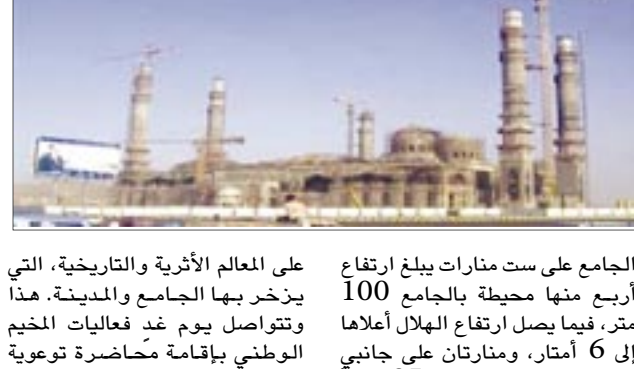 الجامع على ست منارات يبلغ ارتفاع
أربع منها محيطة بالجامع 100
متر، فيما يصل ارتفاع الهلال أعلاها
إلى 6 أمتار، ومنارتان على جانبي
على المعالم الأثرية والتاريخية، التي
يزخر بها الجامع والمدينة. هذا
وتتواصل يوم غدٍ فعاليات المخيم
الوطني بإقامة محاضرة توعوية